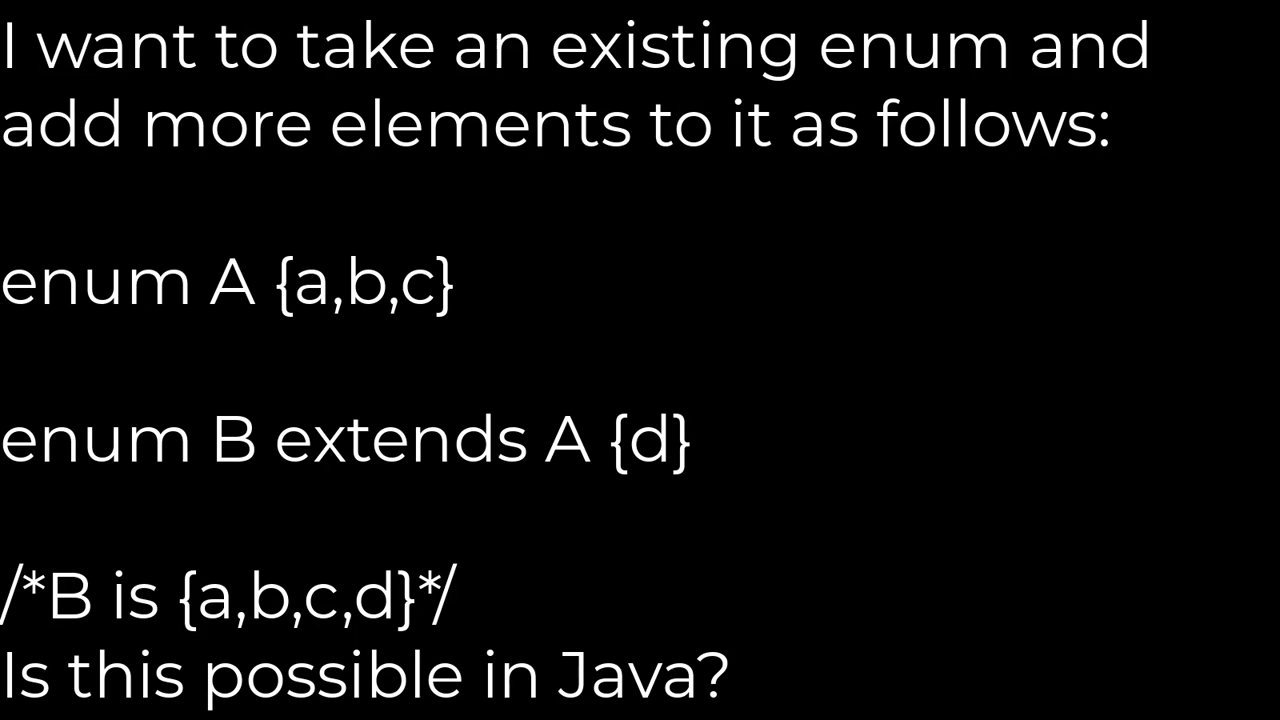 I want to take an existing enum and
add more elements to it as follows:
enum A {a,b,c}
enum B extends A {d}
/*B is {a,b,c,d}*/
Is this possible in Java?